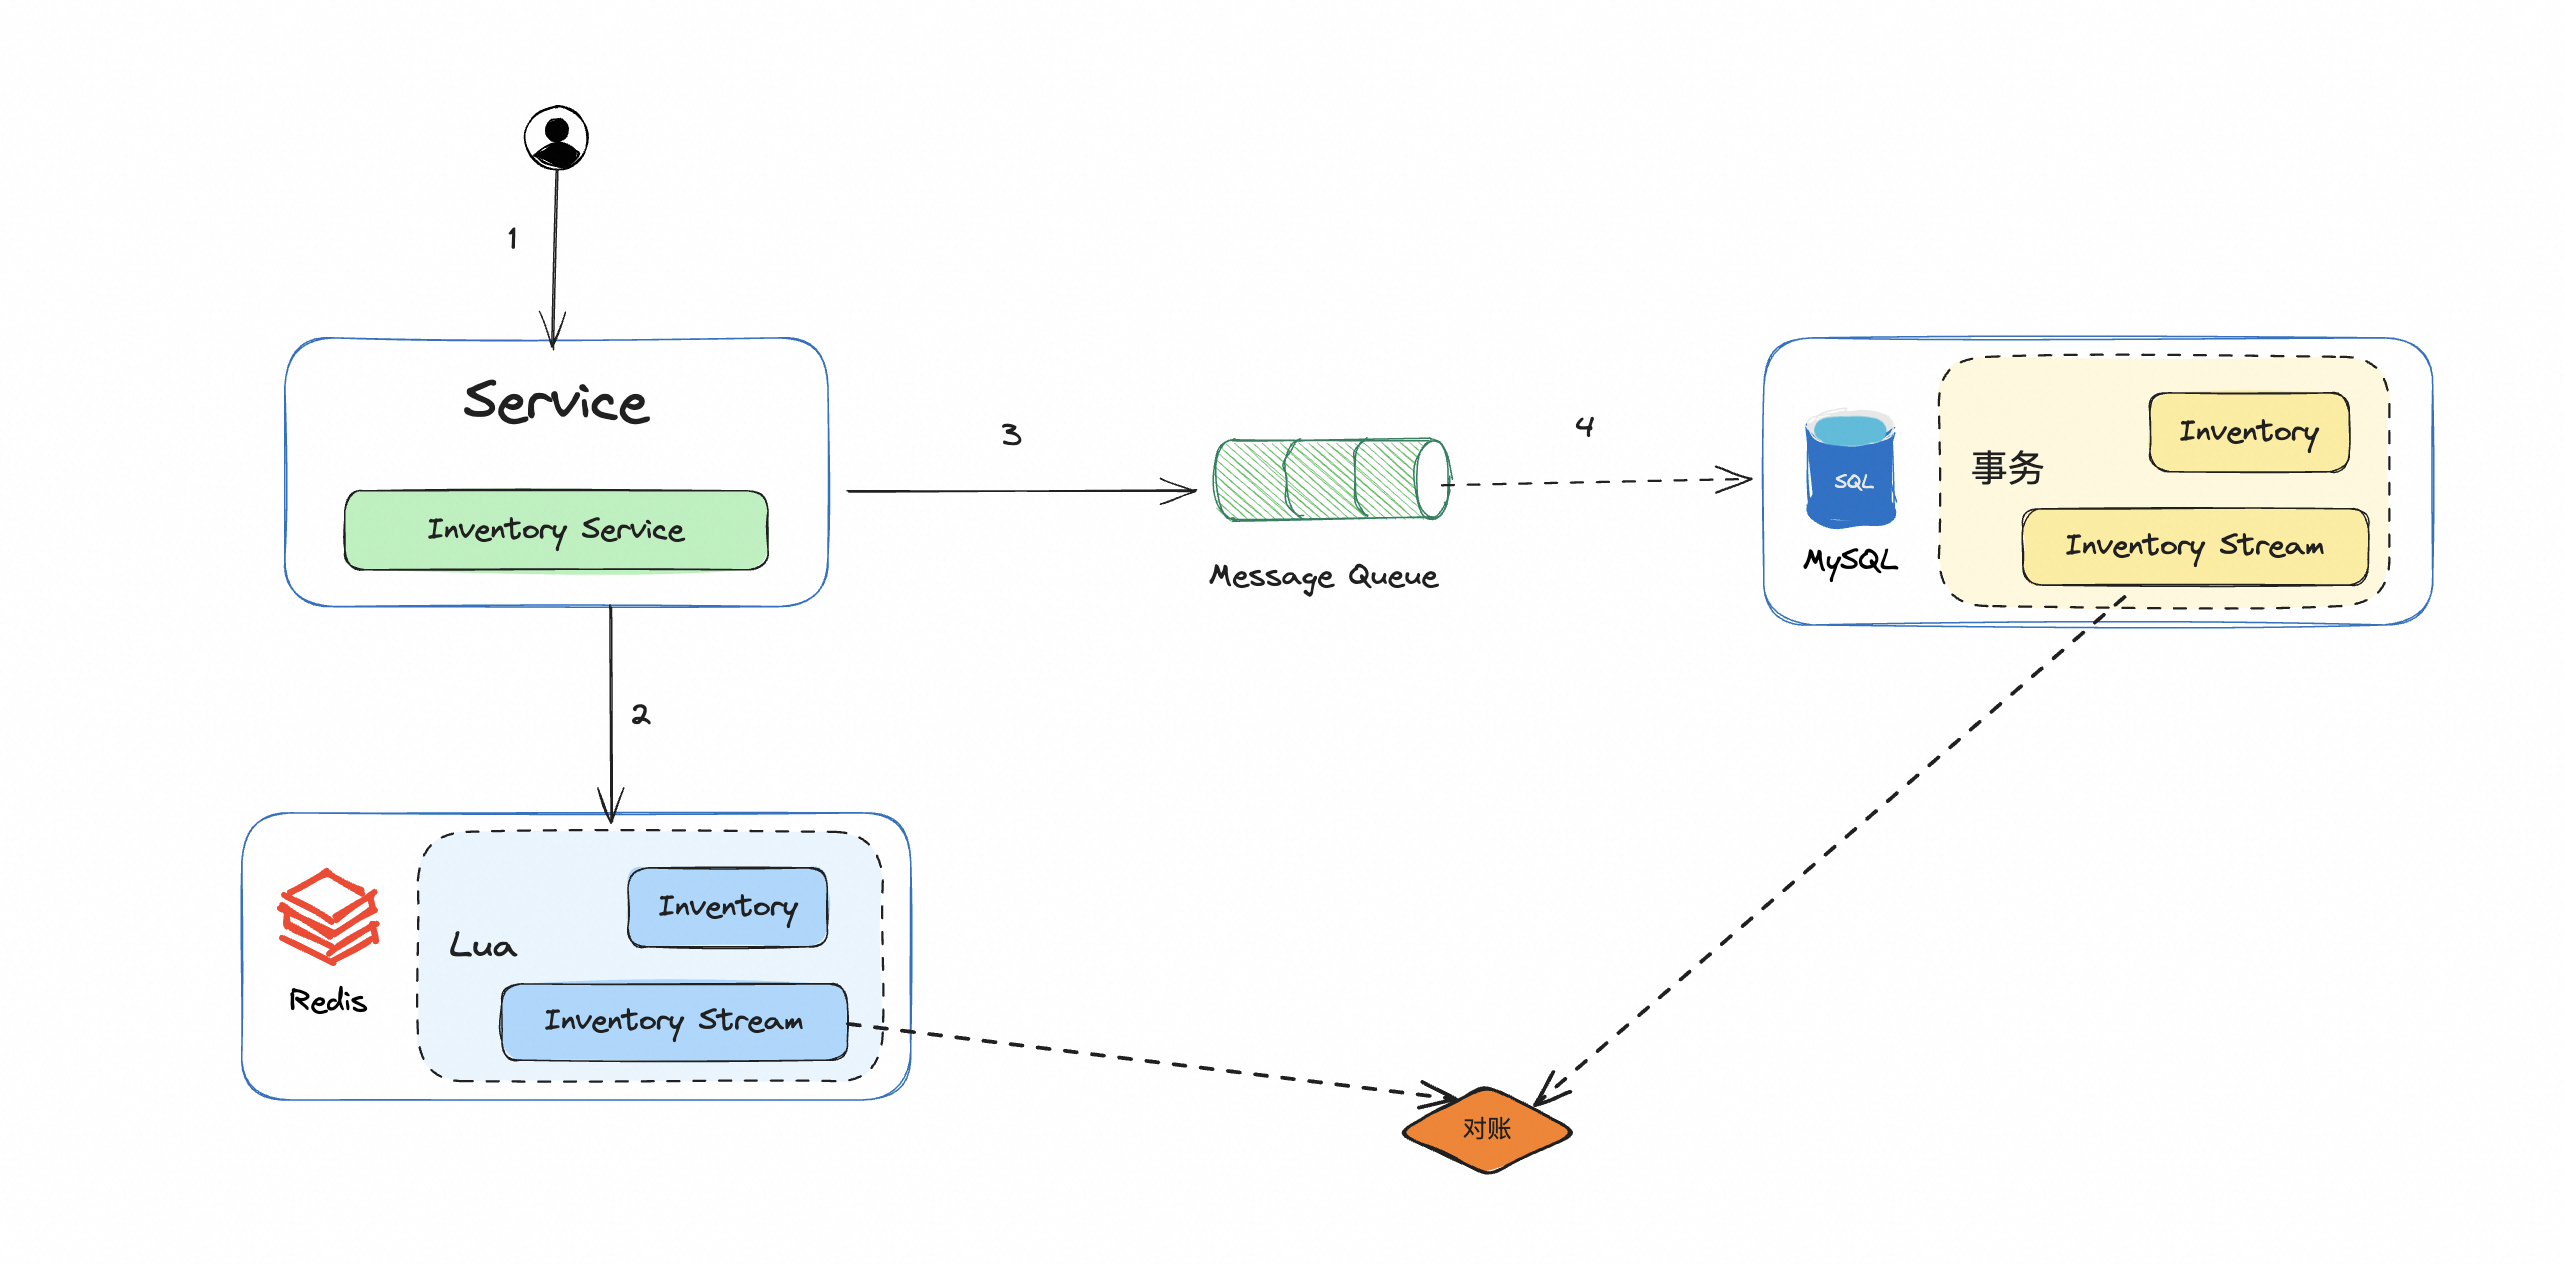 1
Service
Inventory Service
3
Message Queue
4
SQL
MySQL
事务
Inventory
Inventory Stream
2
Redis
Lua
Inventory
Inventory Stream
对账